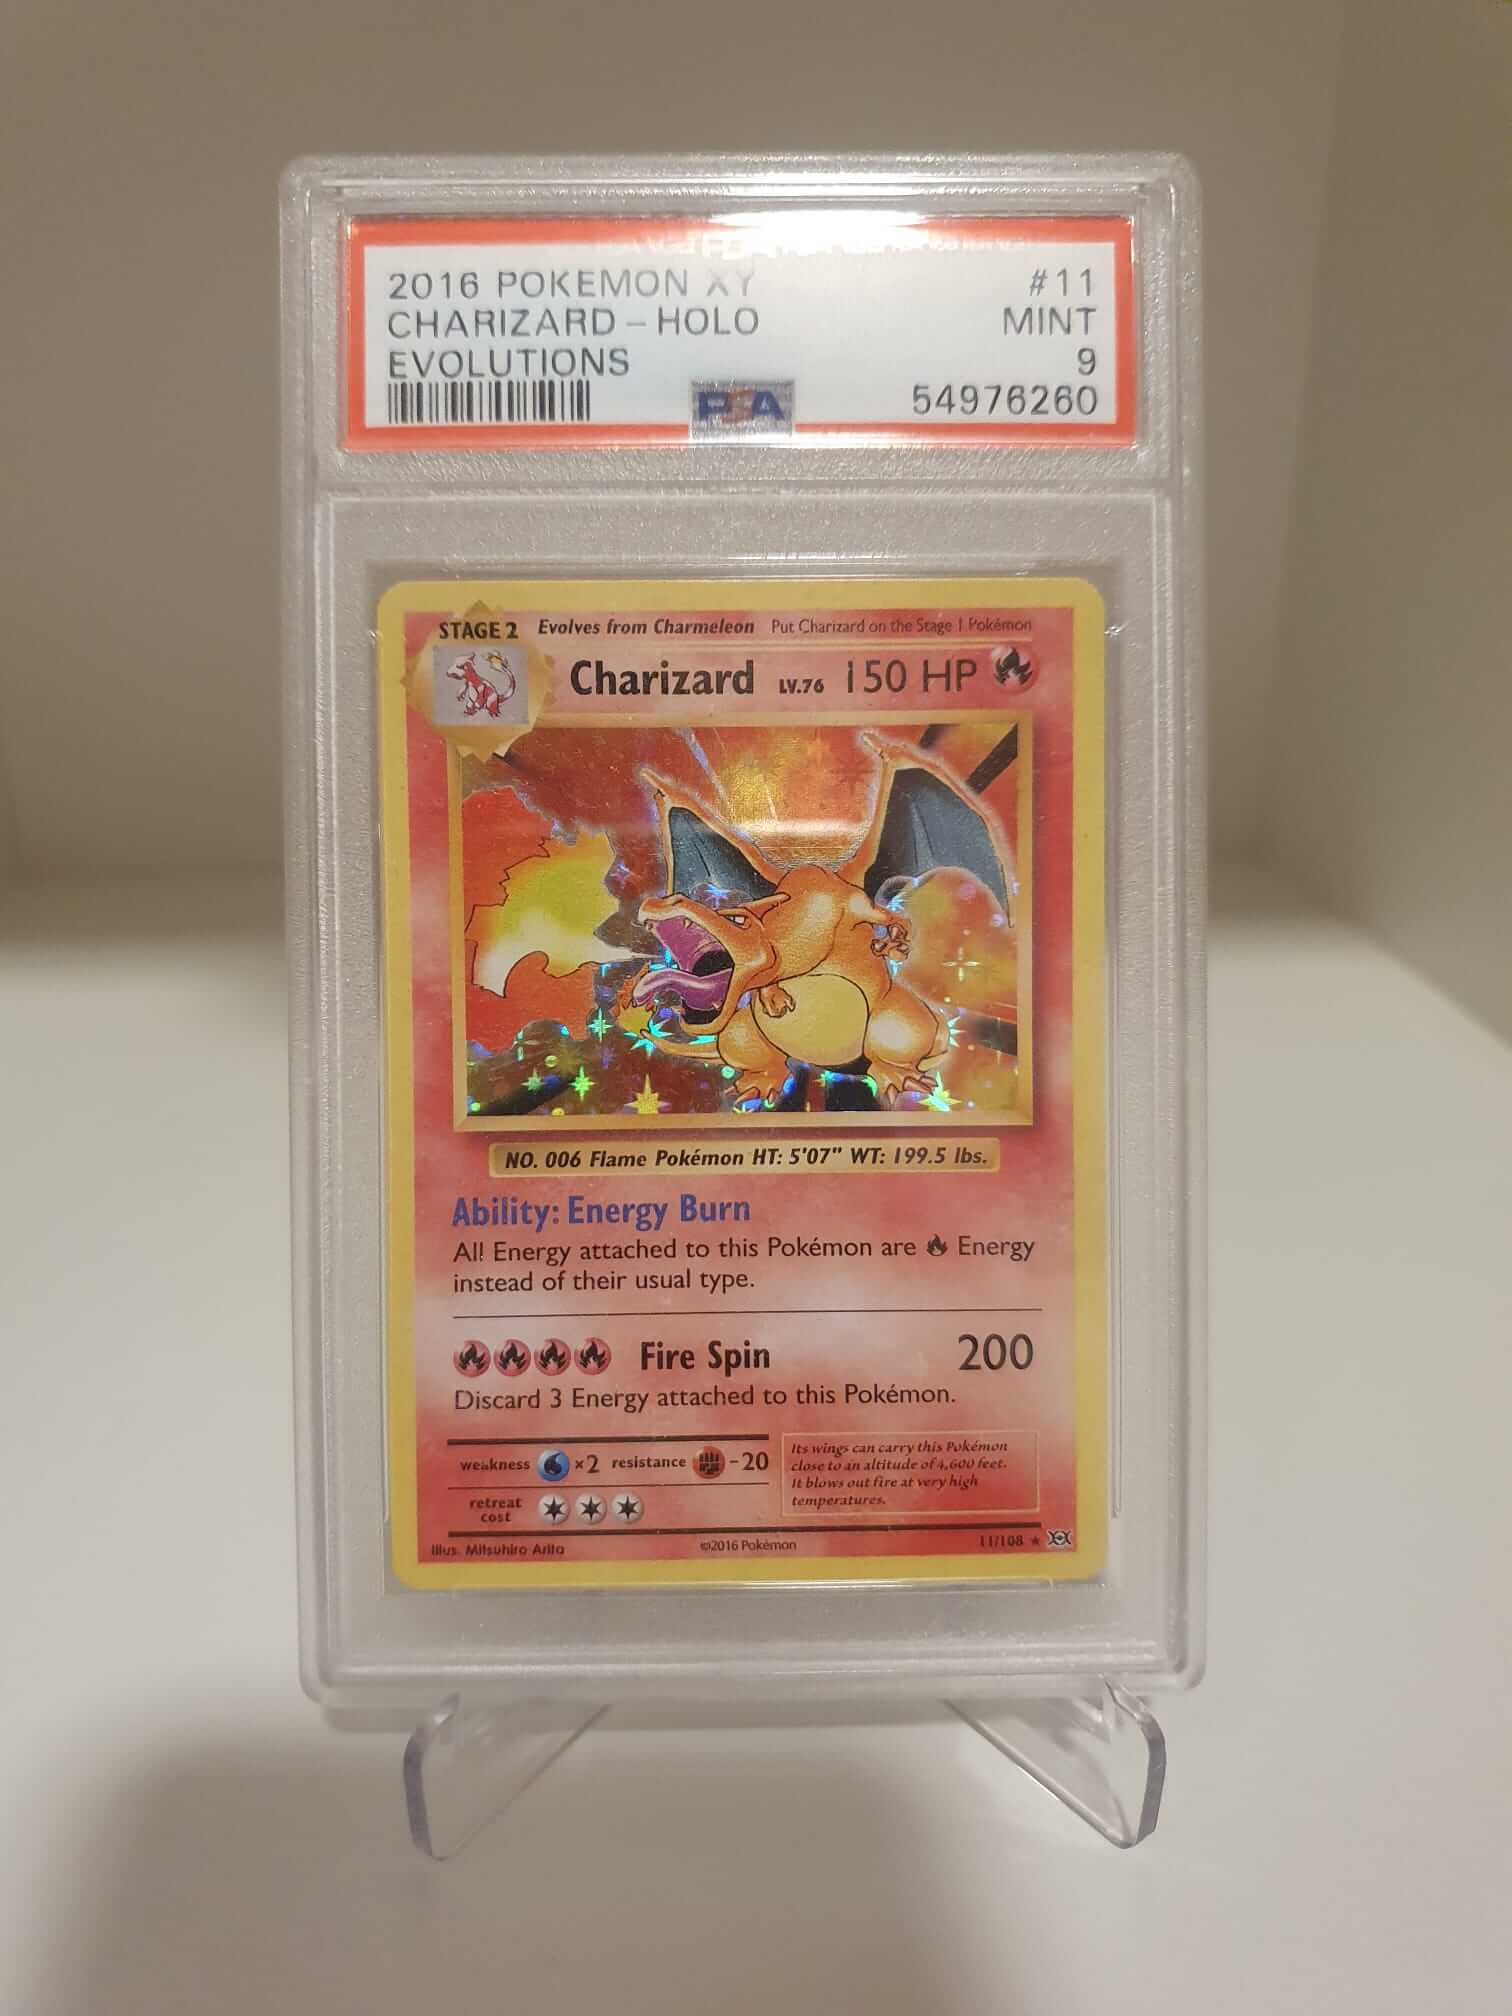 2016 POKEMON XY #11
CHARIZARD - HOLO MINT
EVOLUTIONS 9
PSA 54976260
STAGE 2 Evolves from Charmeleon Put Charizard on the Stage 1 Pokémon
Charizard LV.76 150 HP
NO. 006 Flame Pokémon HT: 5'07" WT: 199.5 lbs.
Ability: Energy Burn
All Energy attached to this Pokémon are Energy
instead of their usual type.
Fire Spin 200
Discard 3 Energy attached to this Pokémon.
weakness ×2 resistance -20
retreat
cost
Its wings can carry this Pokémon
close to an altitude of 4,600 feet.
It blows out fire at very high
temperatures.
Illus. Mitsuhiro Arita ©2016 Pokémon 11/108 ★